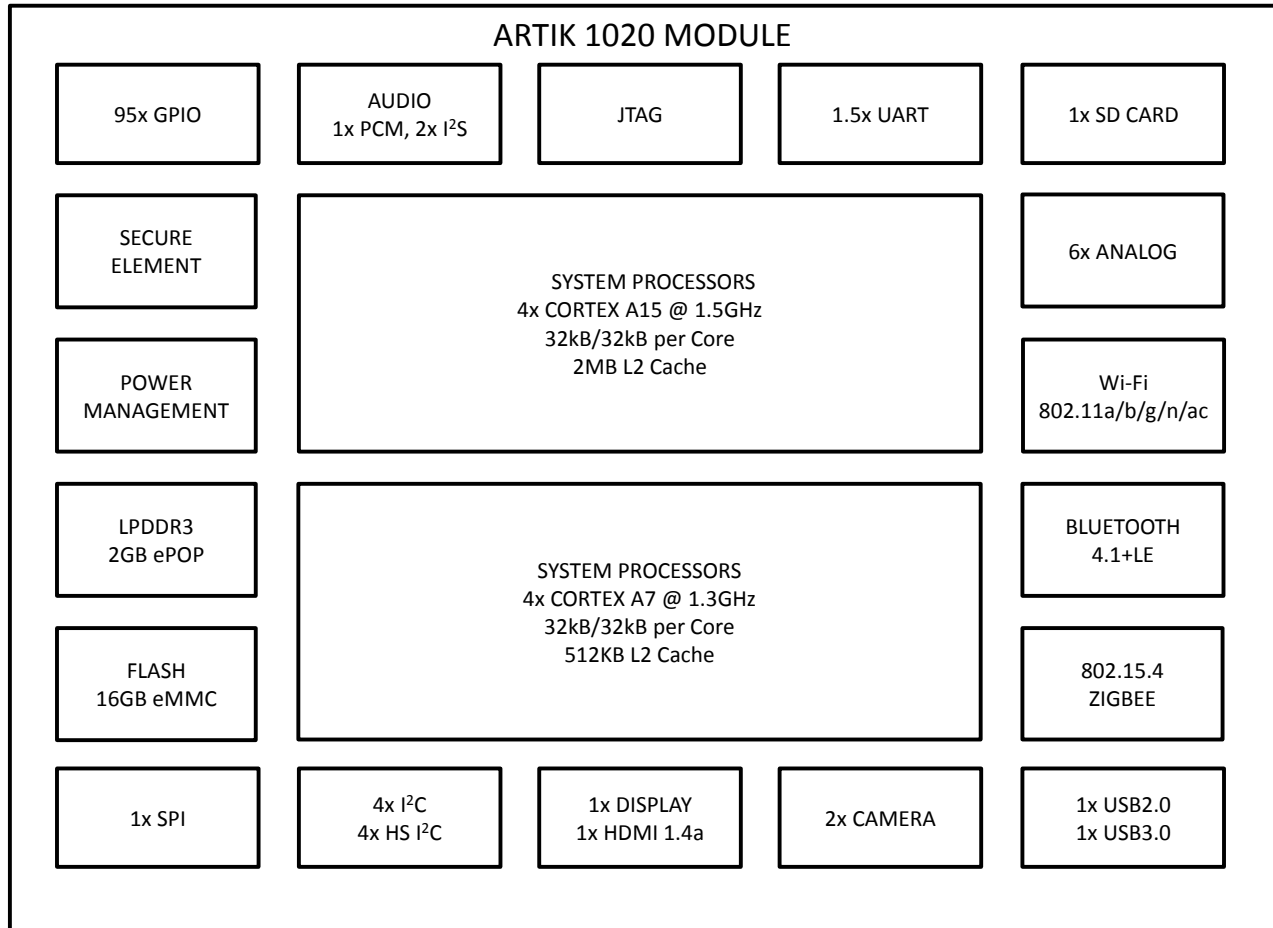 ARTIK 1020 MODULE
95x GPIO
AUDIO
1x PCM, 2x I²S
JTAG
1.5x UART
1x SD CARD
SECURE
ELEMENT
SYSTEM PROCESSORS
4x CORTEX A15 @ 1.5GHz
32kB/32kB per Core
2MB L2 Cache
6x ANALOG
POWER
MANAGEMENT
Wi-Fi
802.11a/b/g/n/ac
LPDDR3
2GB ePOP
SYSTEM PROCESSORS
4x CORTEX A7 @ 1.3GHz
32kB/32kB per Core
512KB L2 Cache
BLUETOOTH
4.1+LE
FLASH
16GB eMMC
802.15.4
ZIGBEE
1x SPI
4x I²C
4x HS I²C
1x DISPLAY
1x HDMI 1.4a
2x CAMERA
1x USB2.0
1x USB3.0